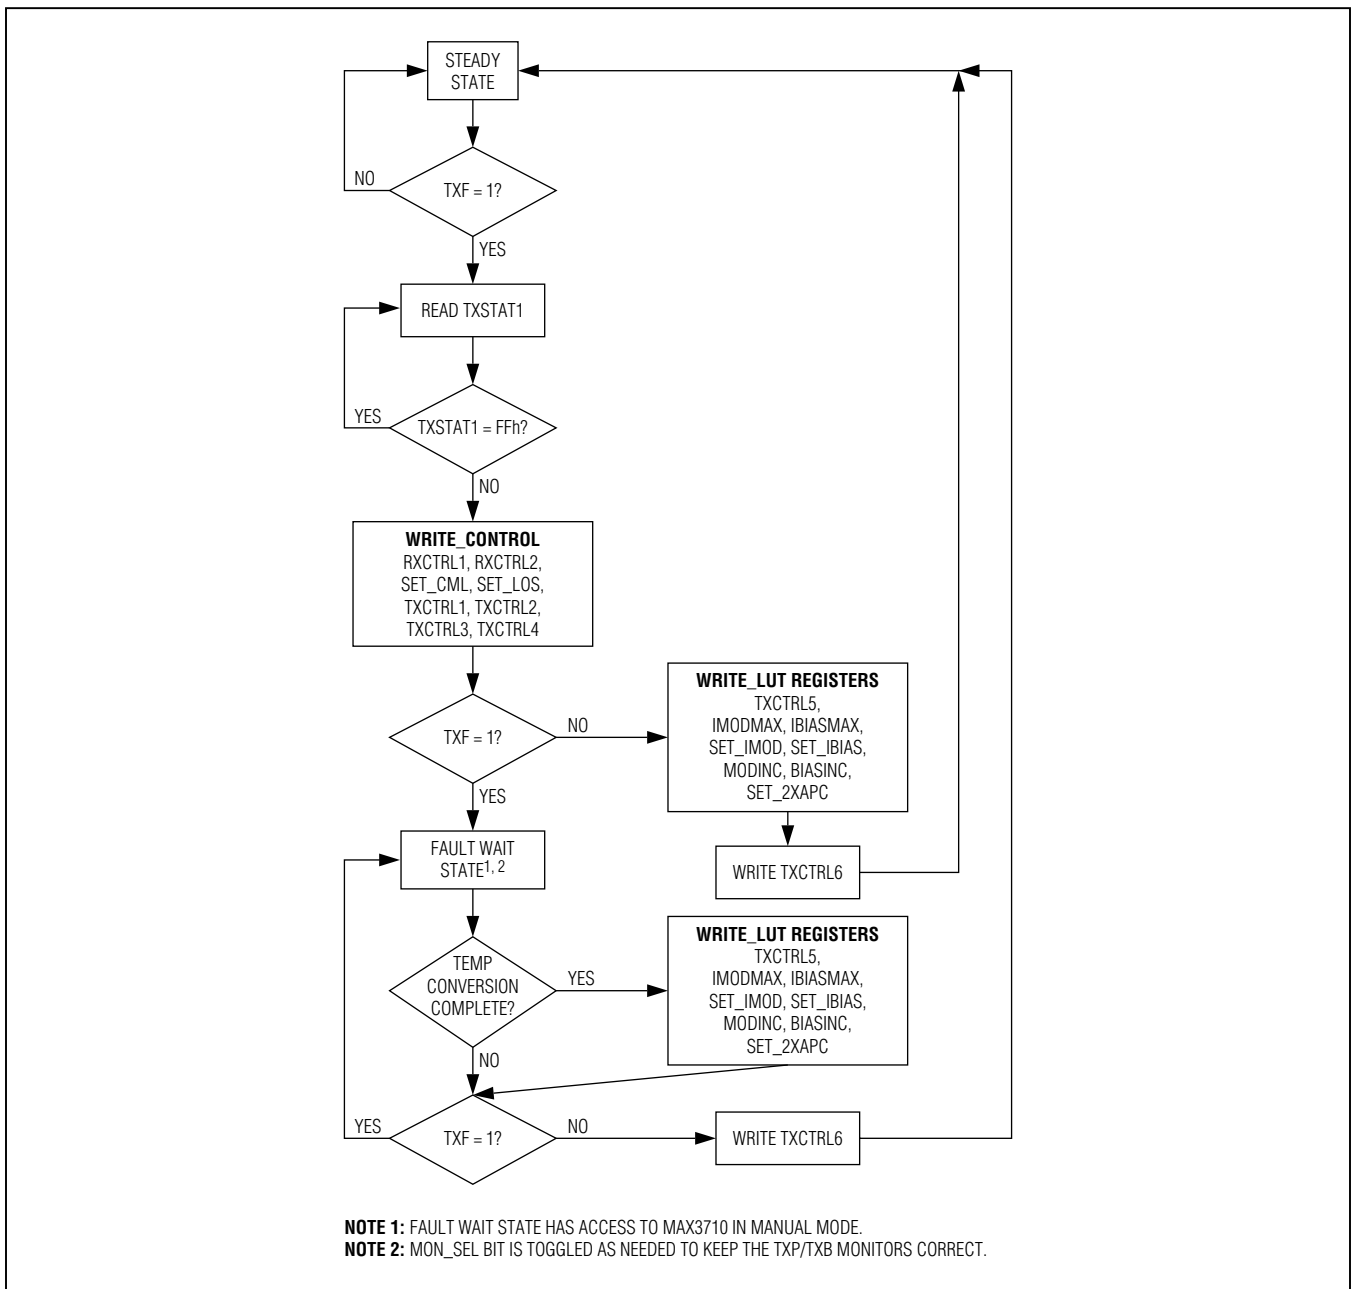 STEADY
STATE
NO
TXF = 1?
YES
READ TXSTAT1
YES
TXSTAT1 = FFh?
NO
WRITE_CONTROL
RXCTRL1, RXCTRL2,
SET_CML, SET_LOS,
TXCTRL1, TXCTRL2,
TXCTRL3, TXCTRL4
TXF = 1?
NO
WRITE_LUT REGISTERS
TXCTRL5,
IMODMAX, IBIASMAX,
SET_IMOD, SET_IBIAS,
MODINC, BIASINC,
SET_2XAPC
YES
FAULT WAIT
STATE1, 2
WRITE TXCTRL6
TEMP
CONVERSION
COMPLETE?
YES
WRITE_LUT REGISTERS
TXCTRL5,
IMODMAX, IBIASMAX,
SET_IMOD, SET_IBIAS,
MODINC, BIASINC,
SET_2XAPC
NO
YES
TXF = 1?
NO
WRITE TXCTRL6
NOTE 1: FAULT WAIT STATE HAS ACCESS TO MAX3710 IN MANUAL MODE.
NOTE 2: MON_SEL BIT IS TOGGLED AS NEEDED TO KEEP THE TXP/TXB MONITORS CORRECT.